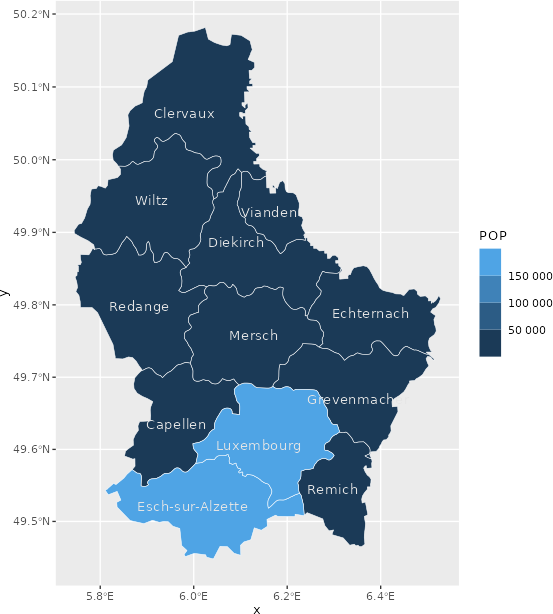 50.2°N
50.1°N
Clervaux
50.0°N
Wiltz
Vianden
49.9°N
Diekirch
POP
150 000
100 000
50 000
y
49.8°N
Redange
Echternach
Mersch
49.7°N
Grevenmach
Capellen
49.6°N
Luxembourg
Remich
Esch-sur-Alzette
49.5°N
5.8°E 6.0°E 6.2°E 6.4°E
x